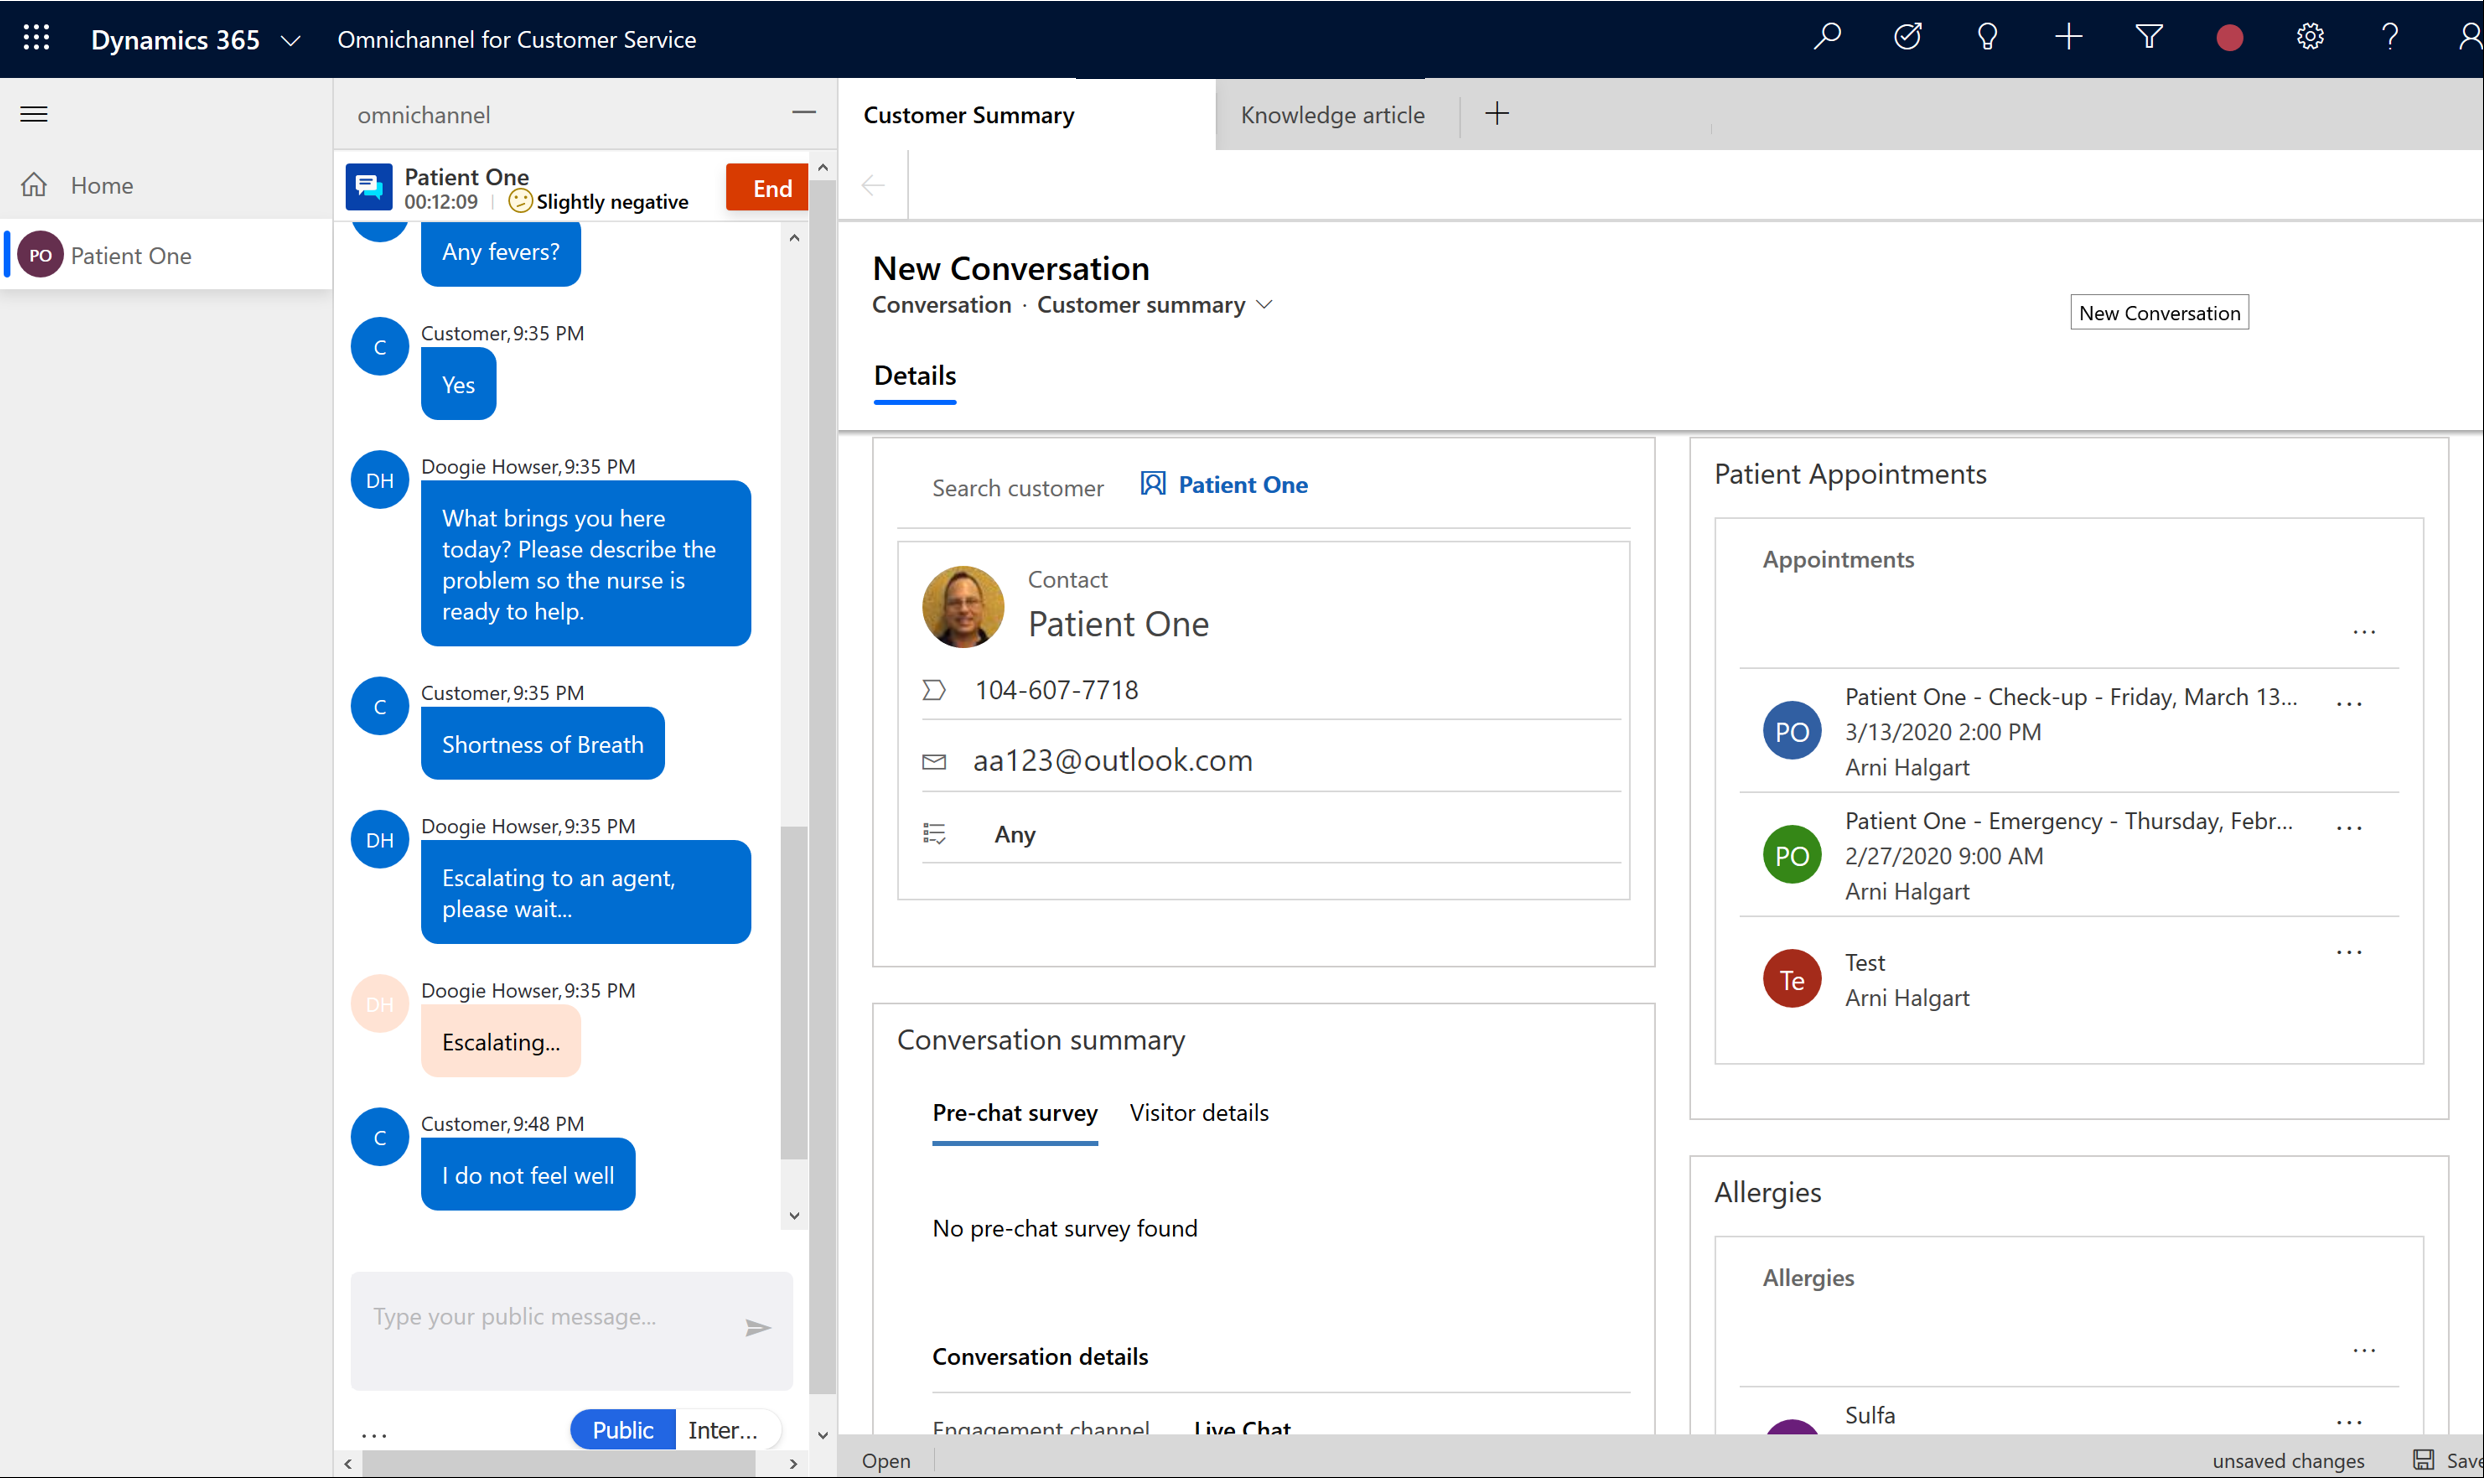 Dynamics 365
Omnichannel for Customer Service
Home
PO
Patient One
omnichannel
Patient One
00:12:09
Slightly negative
End
Any fevers?
Customer, 9:35 PM
C
Yes
Doogie Howser, 9:35 PM
DH
What brings you here
today? Please describe the
problem so the nurse is
ready to help.
Customer, 9:35 PM
C
Shortness of Breath
Doogie Howser, 9:35 PM
DH
Escalating to an agent,
please wait...
Doogie Howser, 9:35 PM
DH
Escalating...
Customer, 9:48 PM
C
I do not feel well
Type your public message...
Public
Inter...
Customer Summary
Knowledge article
New Conversation
Conversation · Customer summary
New Conversation
Details
Search customer
Patient One
Contact
Patient One
104-607-7718
aa123@outlook.com
Any
Conversation summary
Pre-chat survey
Visitor details
No pre-chat survey found
Conversation details
Engagement channel
Live Chat
Patient Appointments
Appointments
PO
Patient One - Check-up - Friday, March 13...
3/13/2020 2:00 PM
Arni Halgart
PO
Patient One - Emergency - Thursday, Febr...
2/27/2020 9:00 AM
Arni Halgart
Te
Test
Arni Halgart
Allergies
Allergies
Sulfa
Open
unsaved changes
Save